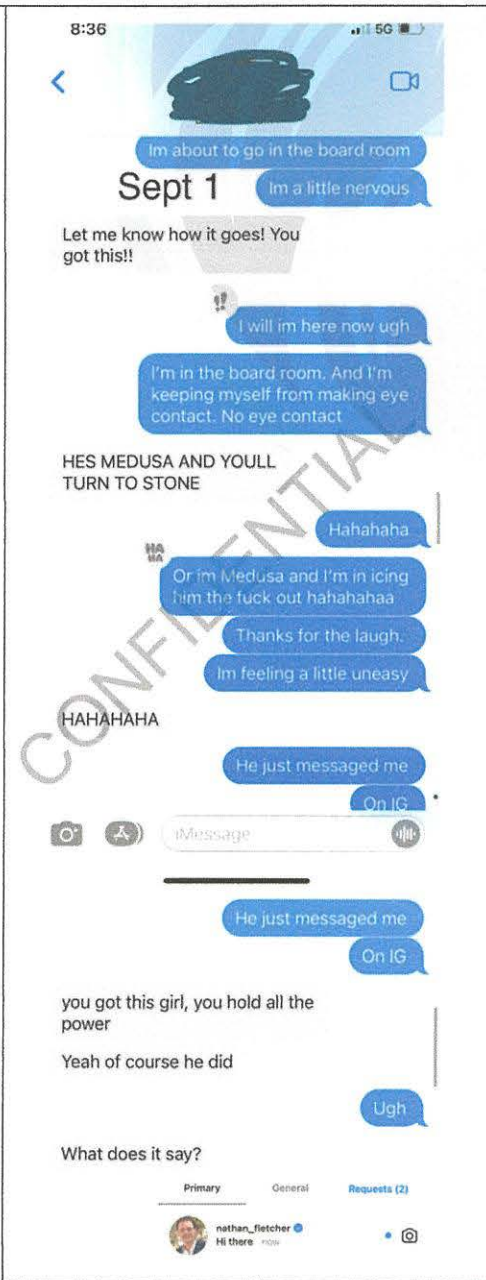 8:36
5G
Im about to go in the board room
Sept 1
Im a little nervous
Let me know how it goes! You
got this!!
!!
I will im here now ugh
I'm in the board room. And I'm
keeping myself from making eye
contact. No eye contact
HES MEDUSA AND YOULL
TURN TO STONE
Hahahaha
HA
HA
Or im Medusa and I'm in icing
him the fuck out hahahahaa
Thanks for the laugh.
Im feeling a little uneasy
HAHAHAHA
He just messaged me
On IG
iMessage
He just messaged me
On IG
you got this girl, you hold all the
power
Yeah of course he did
Ugh
What does it say?
Primary General Requests (2)
nathan_fletcher
Hi there now
CONFIDENTIAL